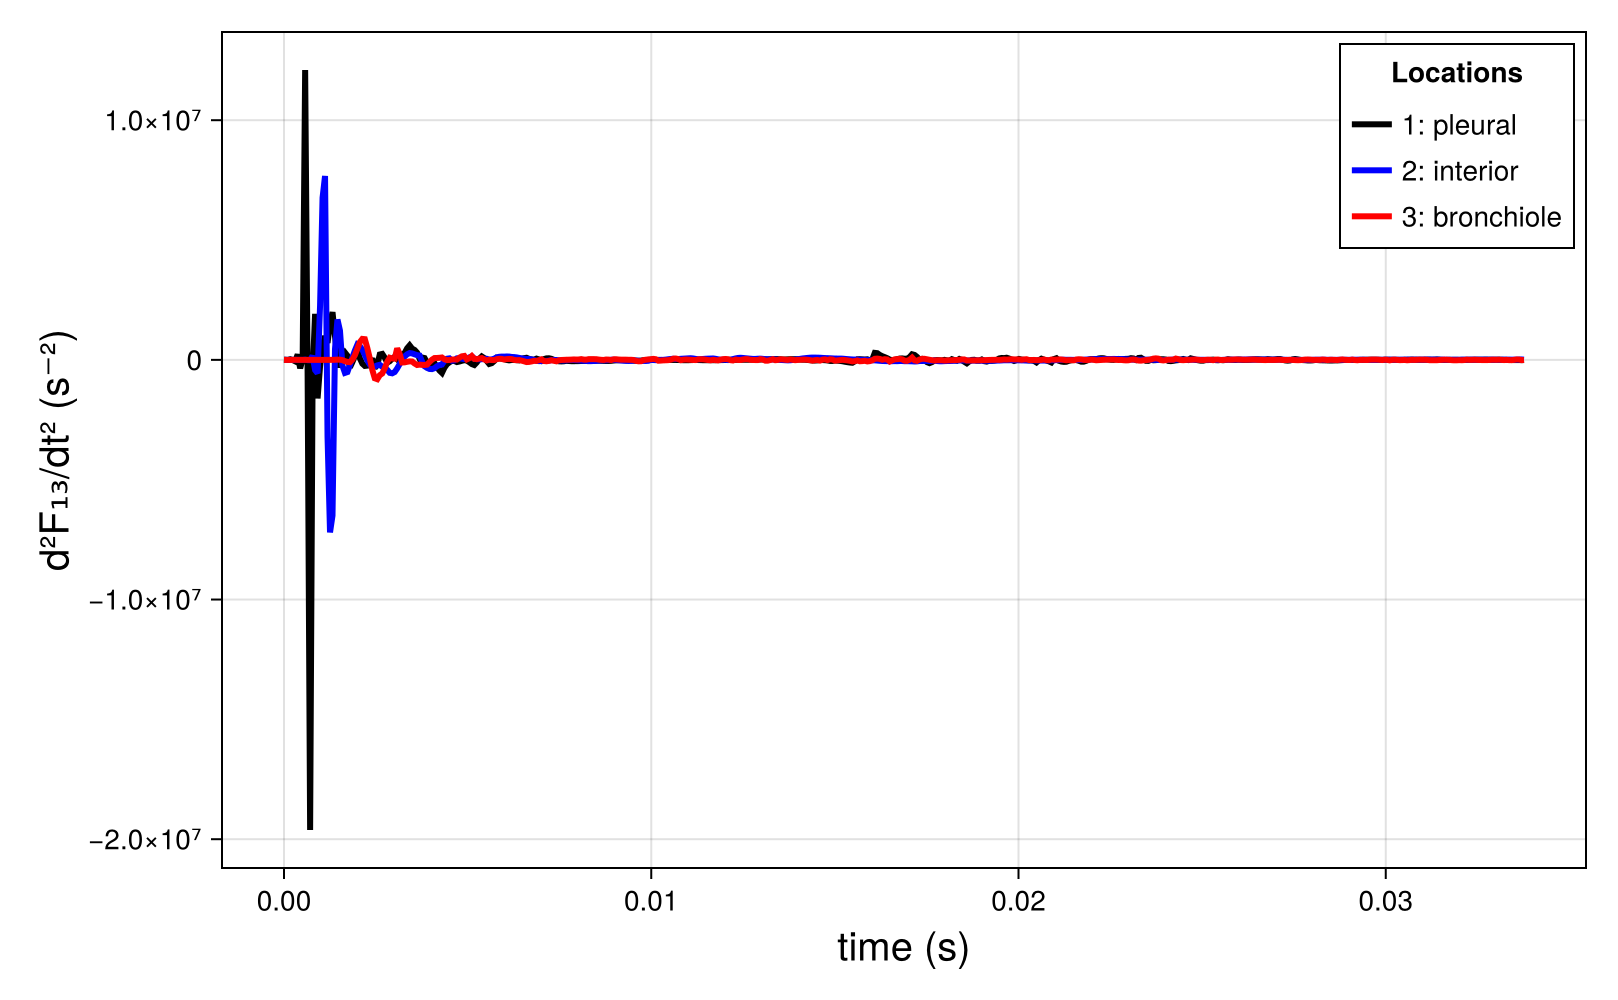 d²F₁₃/dt² (s⁻²)
1.0×10⁷
0
−1.0×10⁷
−2.0×10⁷
0.00
0.01
0.02
0.03
time (s)
Locations
1: pleural
2: interior
3: bronchiole